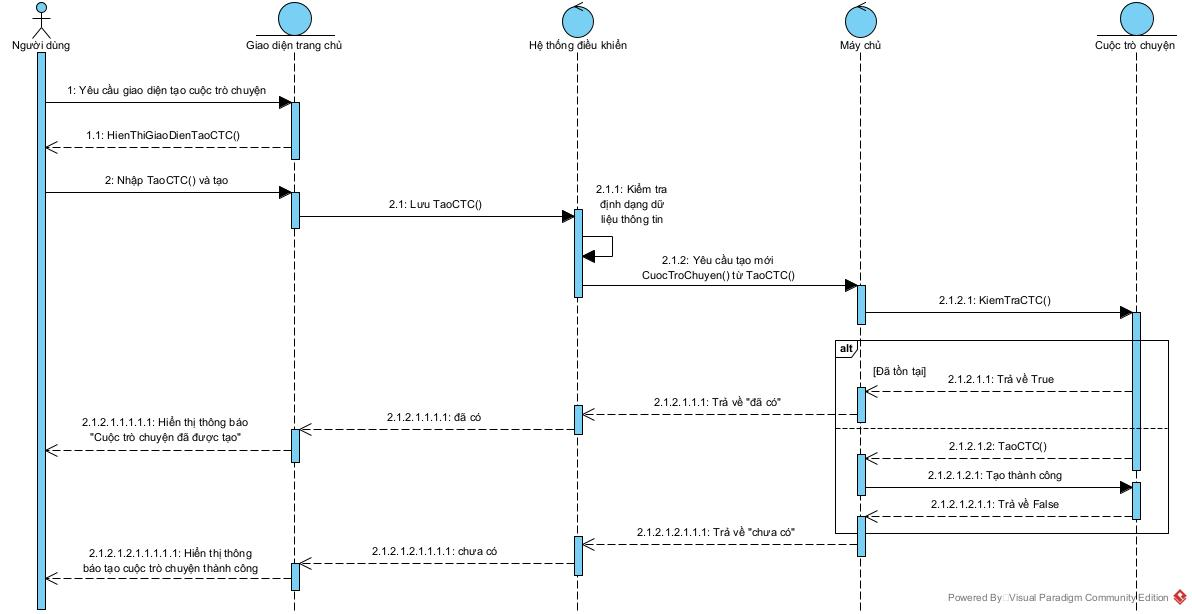 Người dùng
Giao diện trang chủ
Hệ thống điều khiển
Máy chủ
Cuộc trò chuyện
1: Yêu cầu giao diện tạo cuộc trò chuyện
1.1: HienThiGiaoDienTaoCTC()
2: Nhập TaoCTC() và tạo
2.1: Lưu TaoCTC()
2.1.1: Kiểm tra
định dạng dữ
liệu thông tin
2.1.2: Yêu cầu tạo mới
CuocTroChuyen() từ TaoCTC()
2.1.2.1: KiemTraCTC()
alt
[Đã tồn tại]
2.1.2.1.1: Trả về True
2.1.2.1.1.1: Trả về "đã có"
2.1.2.1.1.1.1: đã có
2.1.2.1.1.1.1.1: Hiển thị thông báo
"Cuộc trò chuyện đã được tạo"
2.1.2.1.2: TaoCTC()
2.1.2.1.2.1: Tạo thành công
2.1.2.1.2.1.1: Trả về False
2.1.2.1.2.1.1.1: Trả về "chưa có"
2.1.2.1.2.1.1.1.1: chưa có
2.1.2.1.2.1.1.1.1.1: Hiển thị thông
báo tạo cuộc trò chuyện thành công
Powered By Visual Paradigm Community Edition